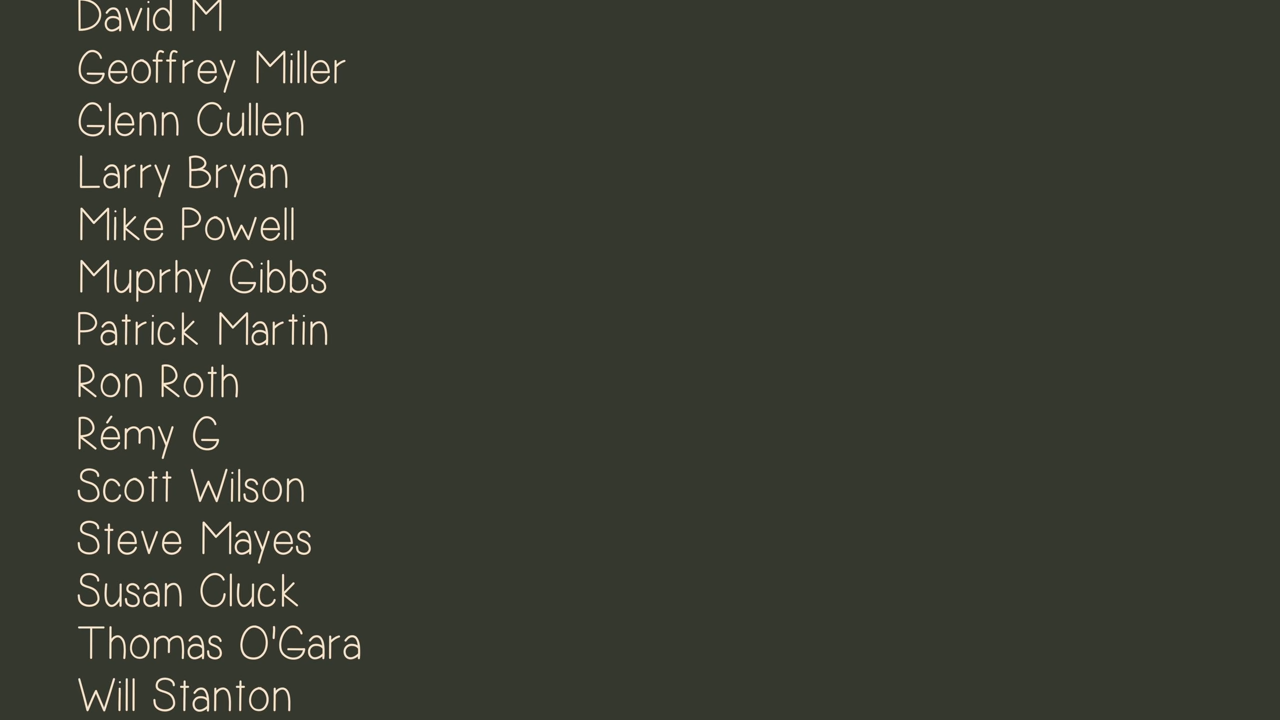 David M
Geoffrey Miller
Glenn Cullen
Larry Bryan
Mike Powell
Muprhy Gibbs
Patrick Martin
Ron Roth
Rémy G
Scott Wilson
Steve Mayes
Susan Cluck
Thomas O'Gara
Will Stanton